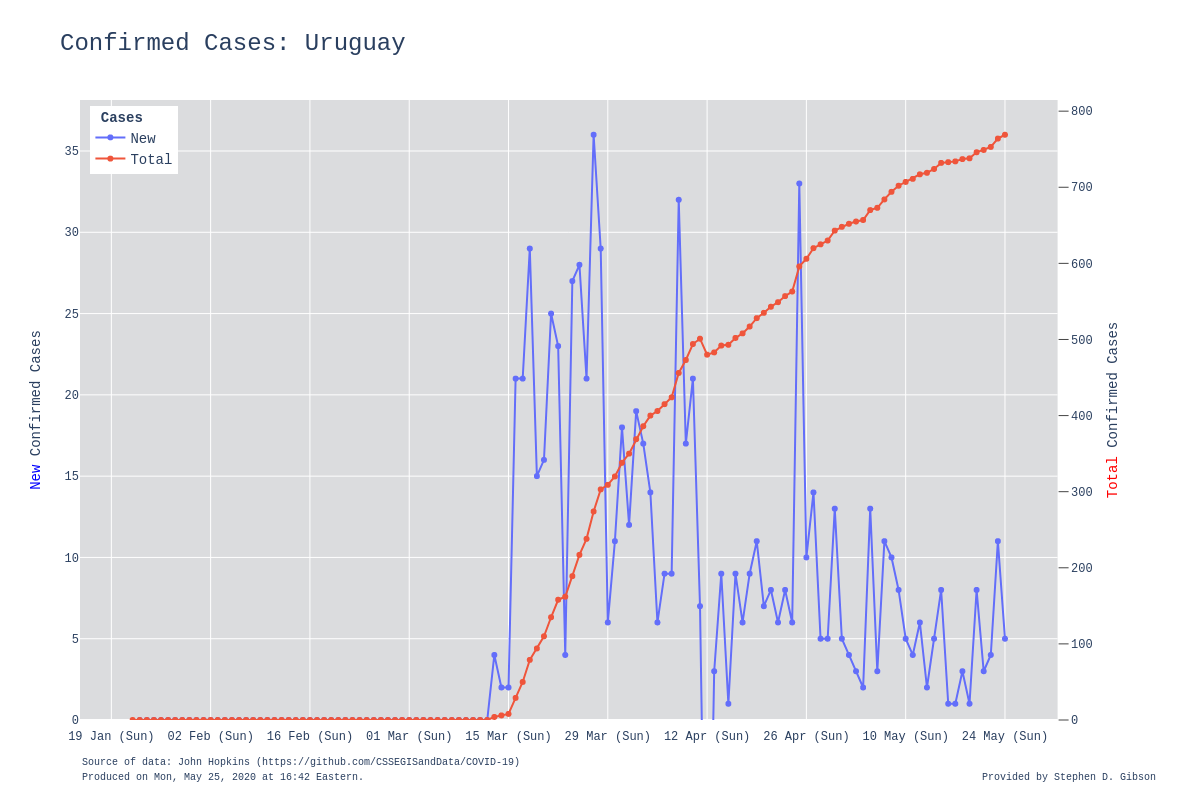 Confirmed Cases: Uruguay
Cases
New
Total
35
30
25
20
15
10
5
0
800
700
600
500
400
300
200
100
0
New Confirmed Cases
Total Confirmed Cases
19 Jan (Sun) 02 Feb (Sun) 16 Feb (Sun) 01 Mar (Sun) 15 Mar (Sun) 29 Mar (Sun) 12 Apr (Sun) 26 Apr (Sun) 10 May (Sun) 24 May (Sun)
Source of data: John Hopkins (https://github.com/CSSEGISandData/COVID-19)
Produced on Mon, May 25, 2020 at 16:42 Eastern.
Provided by Stephen D. Gibson